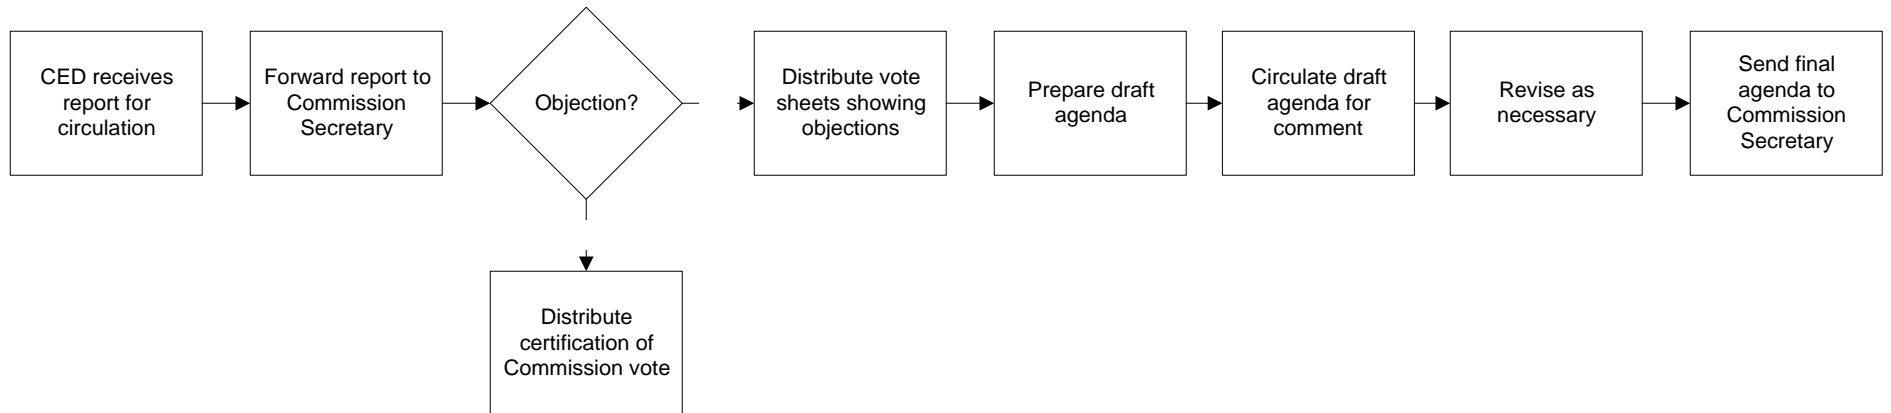 CED receives
report for
circulation
Forward report to
Commission
Secretary
Objection?
Distribute vote
sheets showing
objections
Prepare draft
agenda
Circulate draft
agenda for
comment
Revise as
necessary
Send final
agenda to
Commission
Secretary
Distribute
certification of
Commission vote